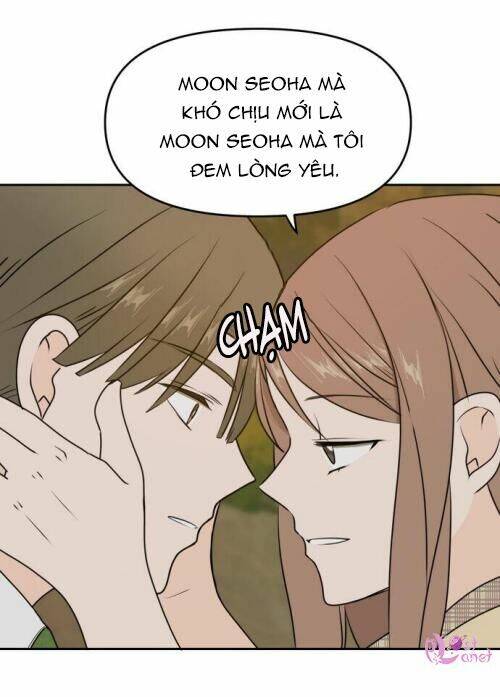 MOON SEOHA MÀ
KHÓ CHỊU MỚI LÀ
MOON SEOHA MÀ TÔI
ĐEM LÒNG YÊU.
CHẠM